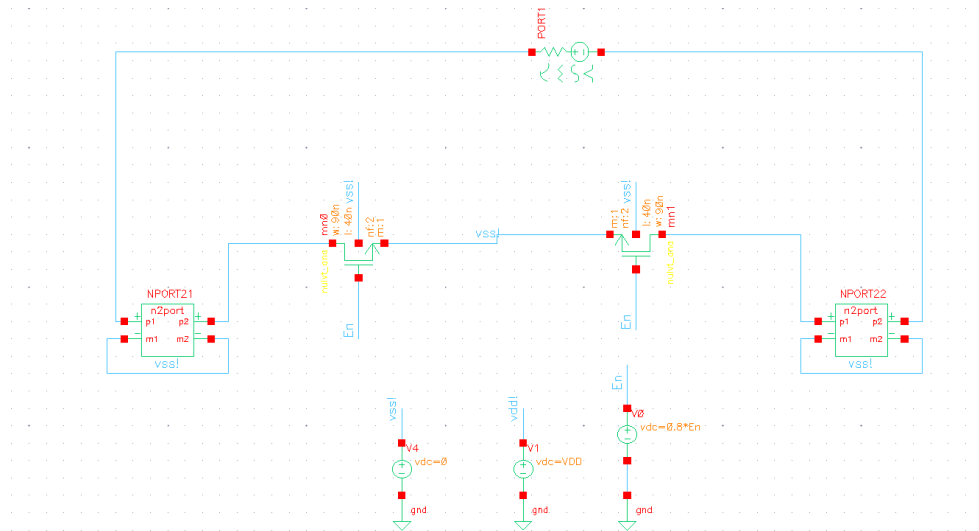 PORT1
mn0
w:90n
l:40n
vss!
nf:2
m:1
vss!
m:1
nf:2
vss!
l:40n
w:90n
mn1
En
En
NPORT21
n2port
+
+
p1
p2
-
-
m1
m2
vss!
NPORT22
n2port
+
+
p1
p2
-
-
m1
m2
vss!
vss!
V4
vdc=0
gnd
vdd!
V1
vdc=VDD
gnd
En
V0
vdc=0.8*En
gnd